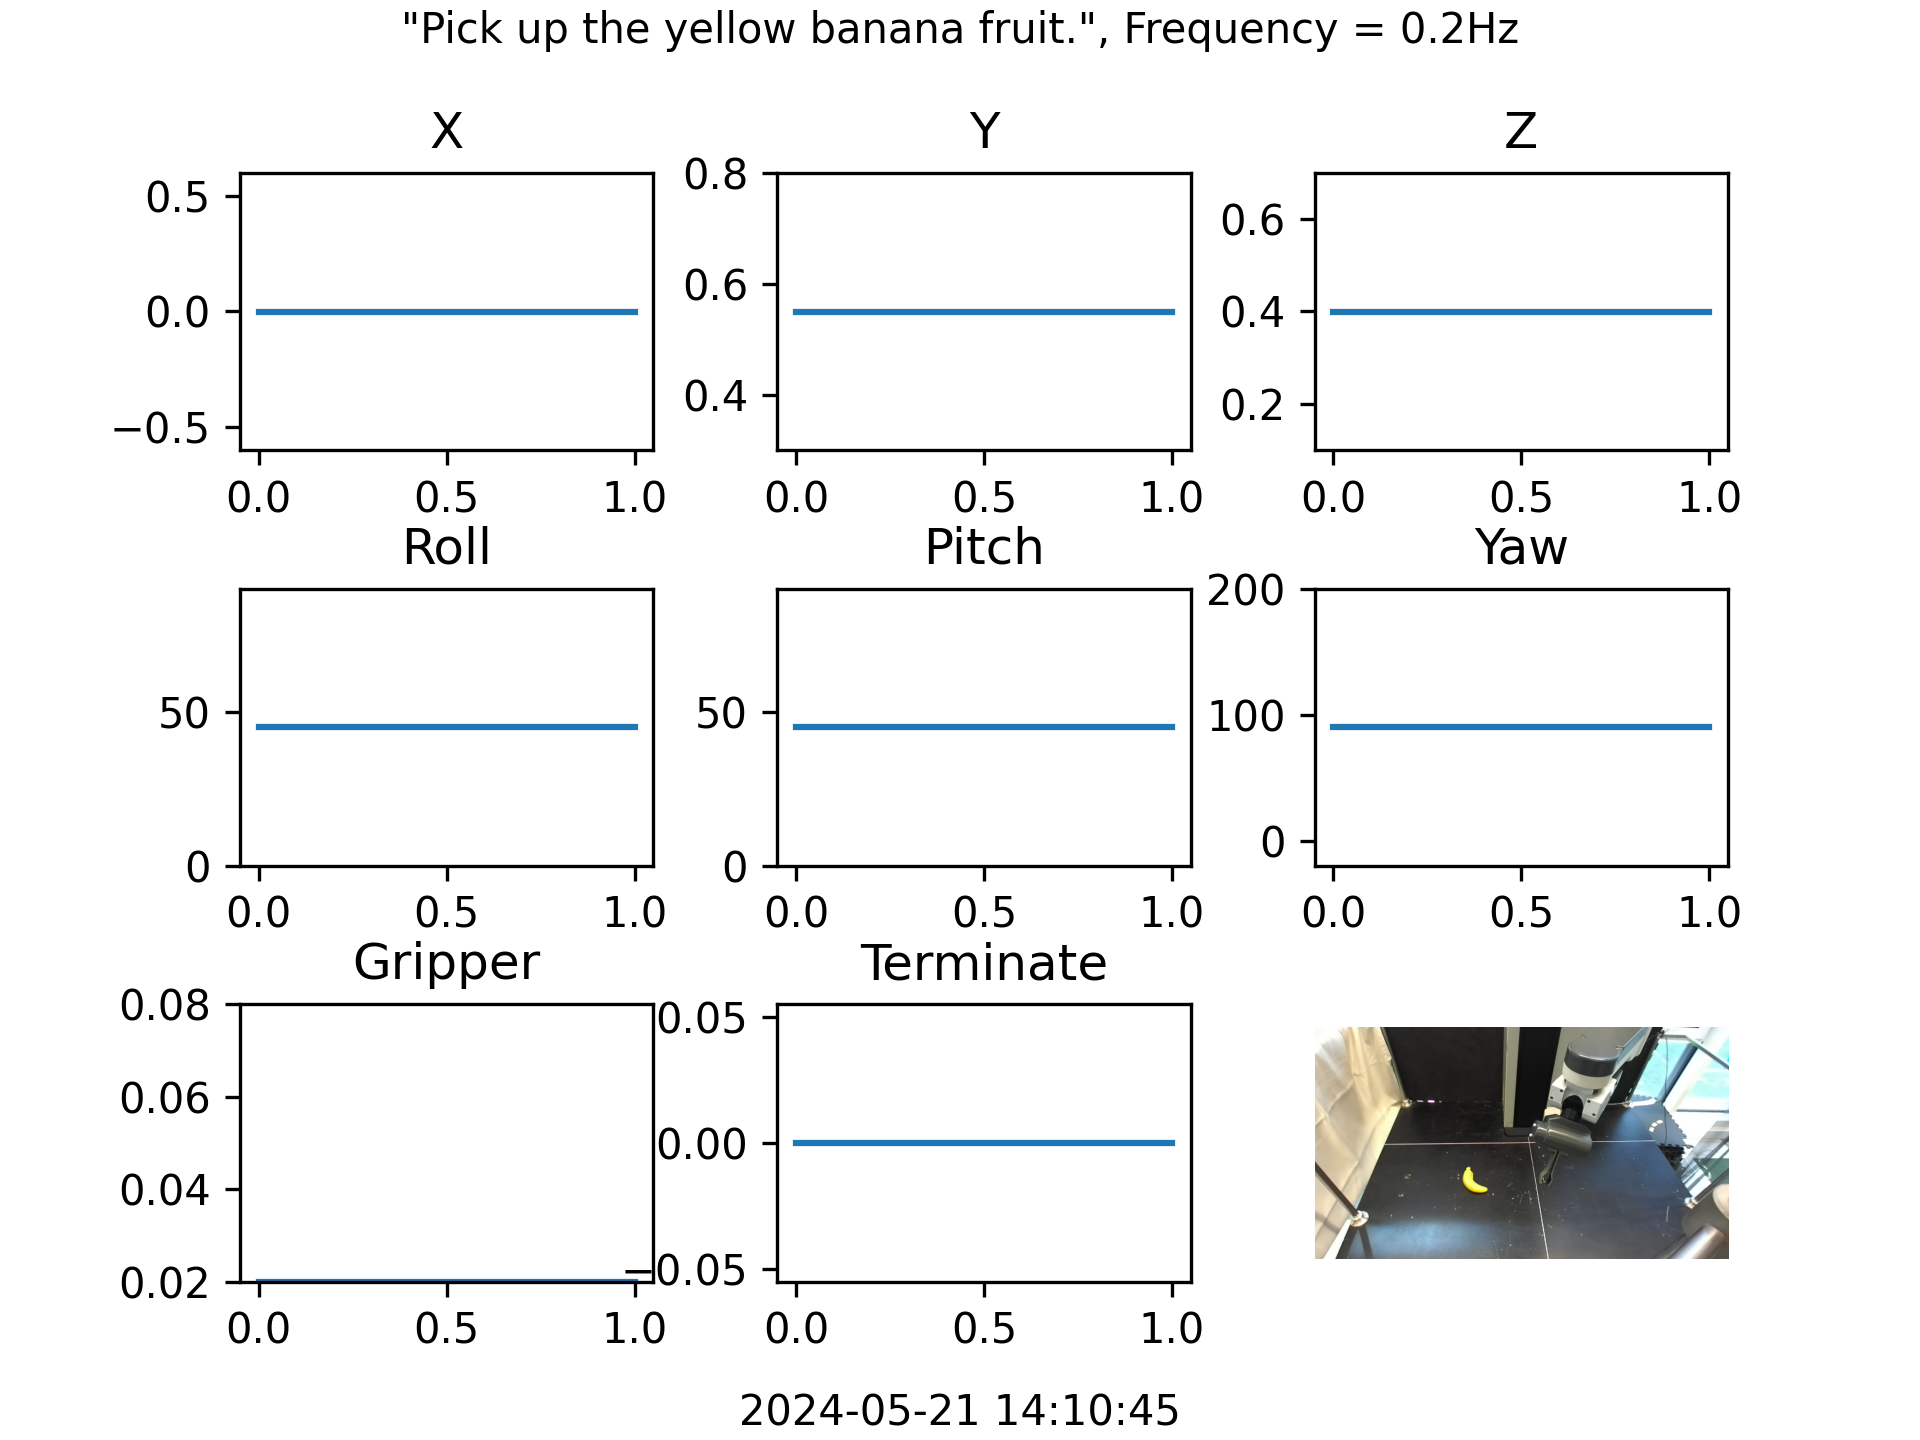 "Pick up the yellow banana fruit.", Frequency = 0.2Hz
X
Y
Z
0.5
0.0
−0.5
0.0 0.5 1.0
0.8
0.6
0.4
0.0 0.5 1.0
0.6
0.4
0.2
0.0 0.5 1.0
Roll
Pitch
Yaw
50
0
0.0 0.5 1.0
50
0
0.0 0.5 1.0
200
100
0
0.0 0.5 1.0
Gripper
Terminate
0.08
0.06
0.04
0.02
0.0 0.5 1.0
0.05
0.00
−0.05
0.0 0.5 1.0
2024-05-21 14:10:45